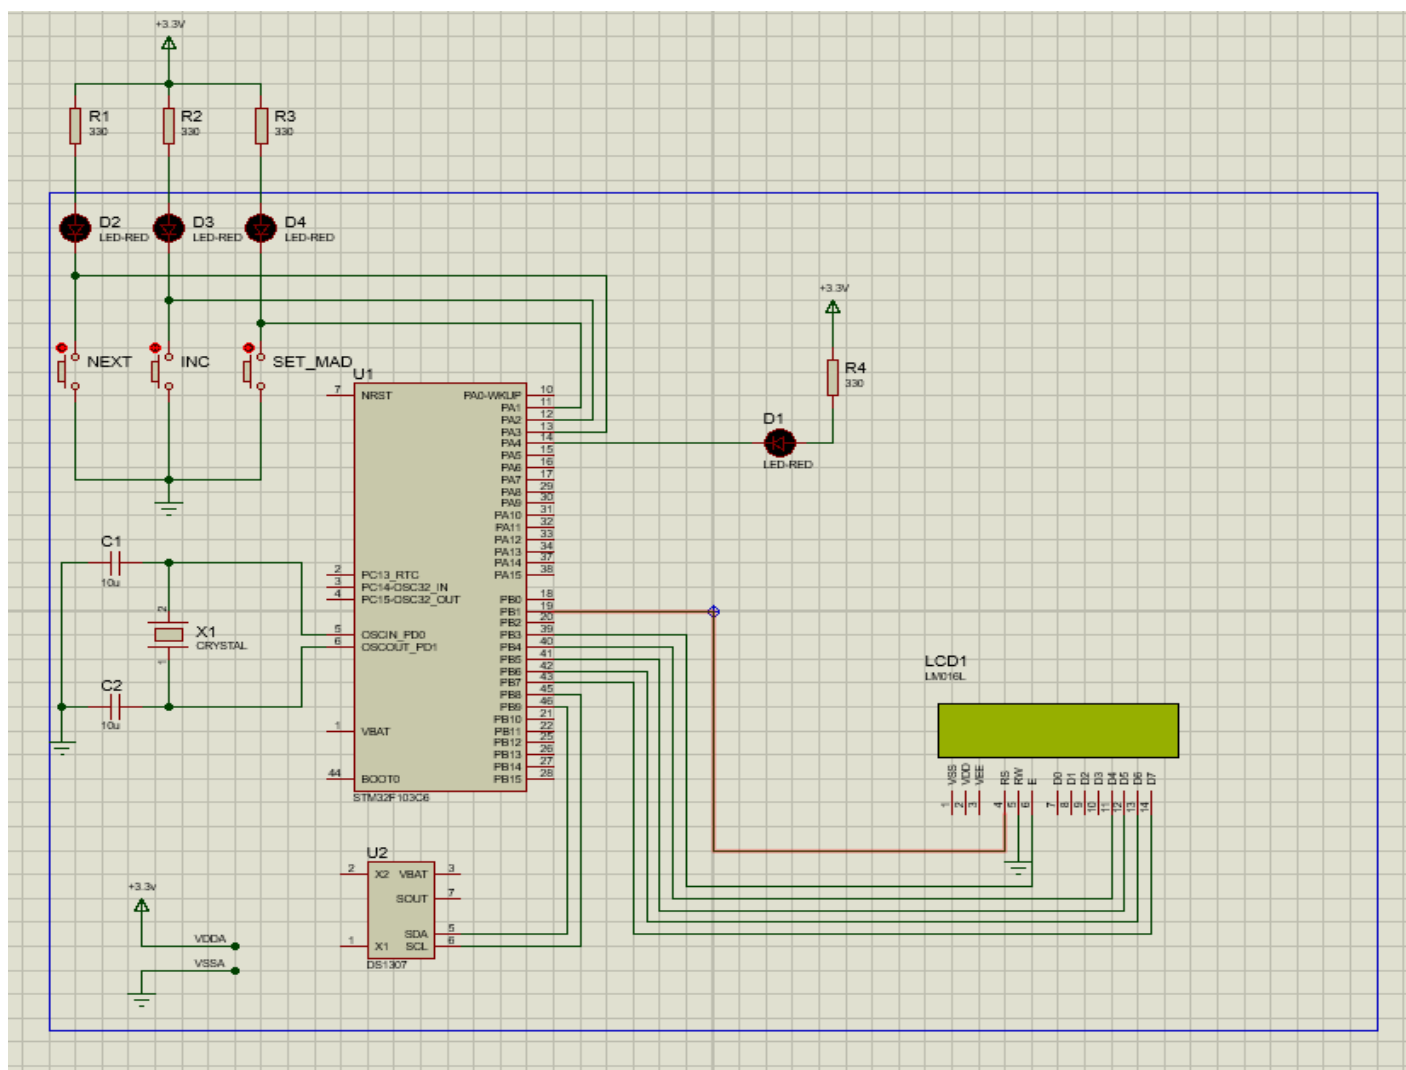 +3.3V
R1
330
R2
330
R3
330
D2
LED-RED
D3
LED-RED
D4
LED-RED
NEXT
INC
SET_MAD
+3.3V
R4
330
D1
LED-RED
U1
7 NRST
2 PC13_RTC
3 PC14-OSC32_IN
4 PC15-OSC32_OUT
5 OSCIN_PD0
6 OSCOUT_PD1
1 VBAT
44 BOOT0
PA0-WKUP 10
PA1 11
PA2 12
PA3 13
PA4 14
PA5 15
PA6 16
PA7 17
PA8 29
PA9 30
PA10 31
PA11 32
PA12 33
PA13 34
PA14 37
PA15 38
PB0 18
PB1 19
PB2 20
PB3 39
PB4 40
PB5 41
PB6 42
PB7 43
PB8 45
PB9 46
PB10 21
PB11 22
PB12 25
PB13 26
PB14 27
PB15 28
STM32F103C6
C1
10u
2
X1
CRYSTAL
1
C2
10u
LCD1
LM016L
VSS VDD VEE RS RW E D0 D1 D2 D3 D4 D5 D6 D7
1 2 3 4 5 6 7 8 9 10 11 12 13 14
U2
2 X2 VBAT 3
SOUT 7
SDA 5
1 X1 SCL 6
DS1307
+3.3v
VDDA
VSSA